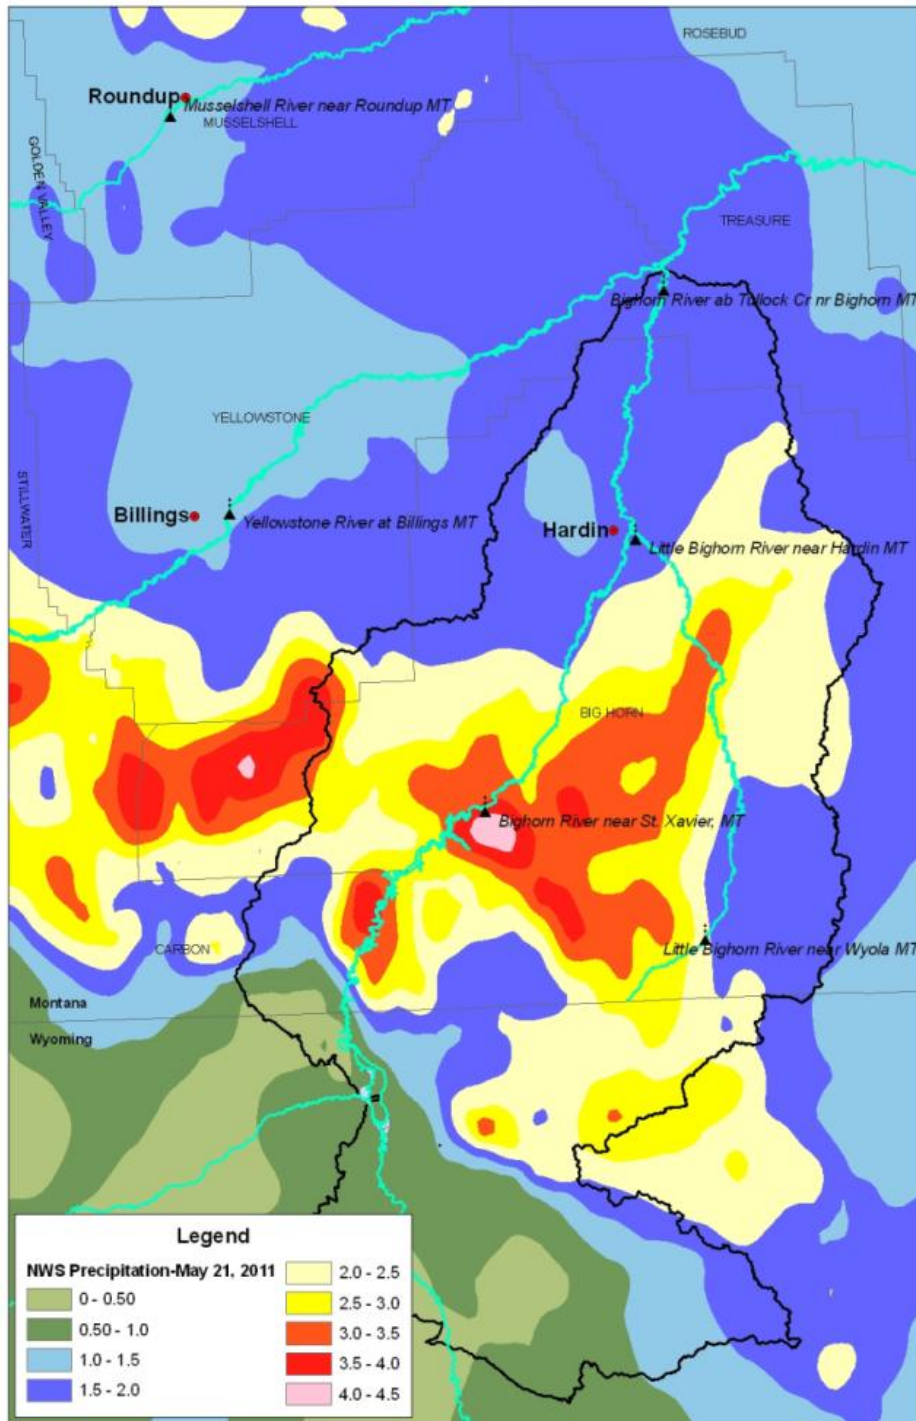 ROSEBUD
Roundup
Musselshell River near Roundup MT
MUSSELSHELL
GOLDEN VALLEY
TREASURE
Bighorn River ab Tullock Cr nr Bighorn MT
YELLOWSTONE
STILLWATER
Billings
Yellowstone River at Billings MT
Hardin
Little Bighorn River near Hardin MT
BIG HORN
Bighorn River near St. Xavier, MT
CARBON
Little Bighorn River near Wyola MT
Montana
Wyoming
Legend
NWS Precipitation-May 21, 2011
0 - 0.50
0.50 - 1.0
1.0 - 1.5
1.5 - 2.0
2.0 - 2.5
2.5 - 3.0
3.0 - 3.5
3.5 - 4.0
4.0 - 4.5